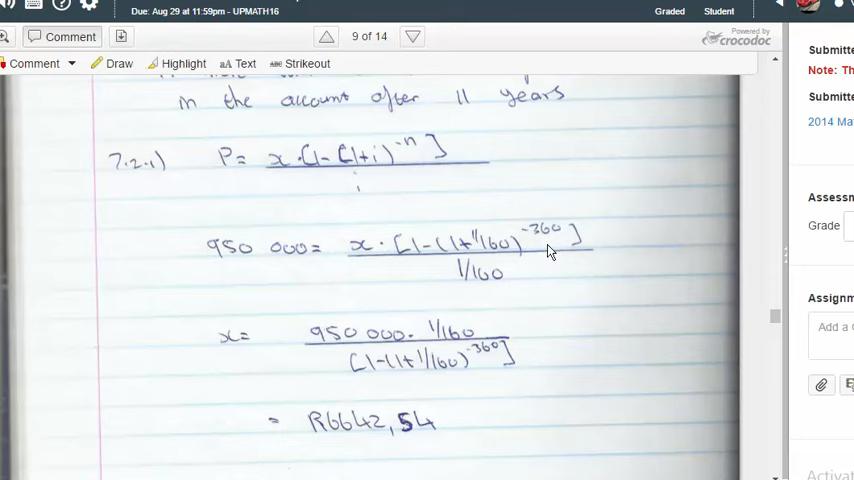 Due: Aug 29 at 11:59pm - UPMATH16
Graded Student
Comment 9 of 14 Powered by crocodoc
Comment Draw Highlight Text Strikeout
in the account after 11 years
7.2.1) P = x·[1-(1+i)^-n]
i
950 000 = x·[1-(1+1/160)^-360]
1/160
x = 950 000·1/160
[1-(1+1/160)^-360]
= R6642,54
Submitte
Note: Th
Submitte
2014 Ma
Assessm
Grade
Assignm
Add a C